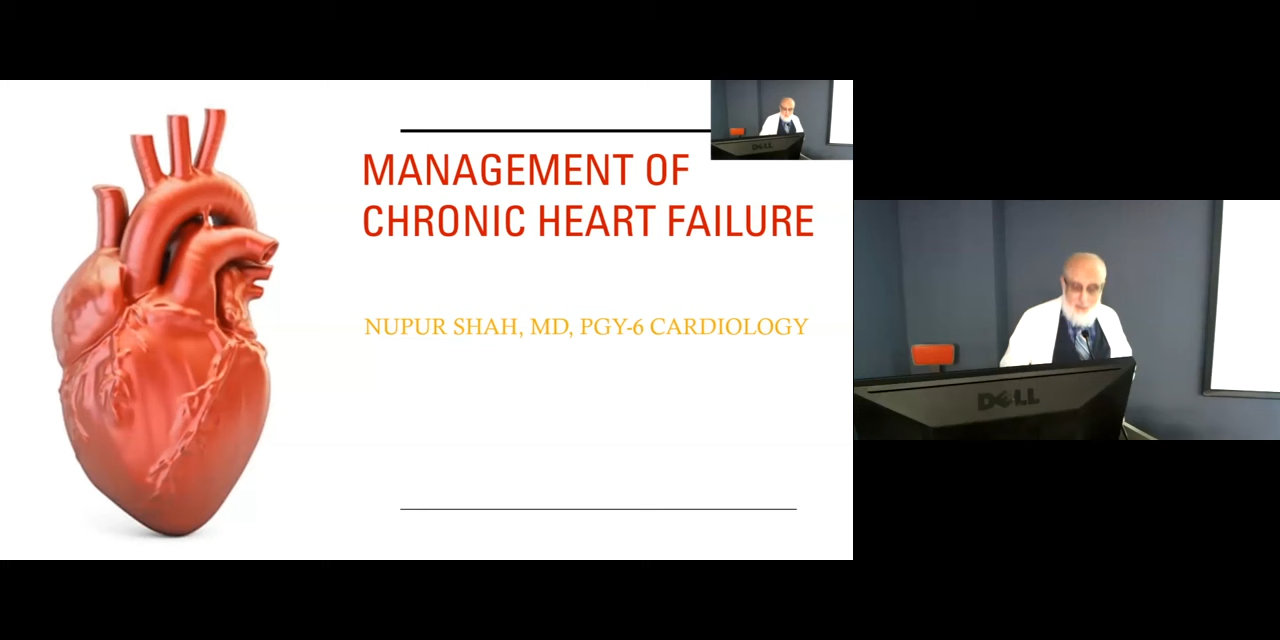 MANAGEMENT OF
CHRONIC HEART FAILURE
NUPUR SHAH, MD, PGY-6 CARDIOLOGY
DELL
DELL